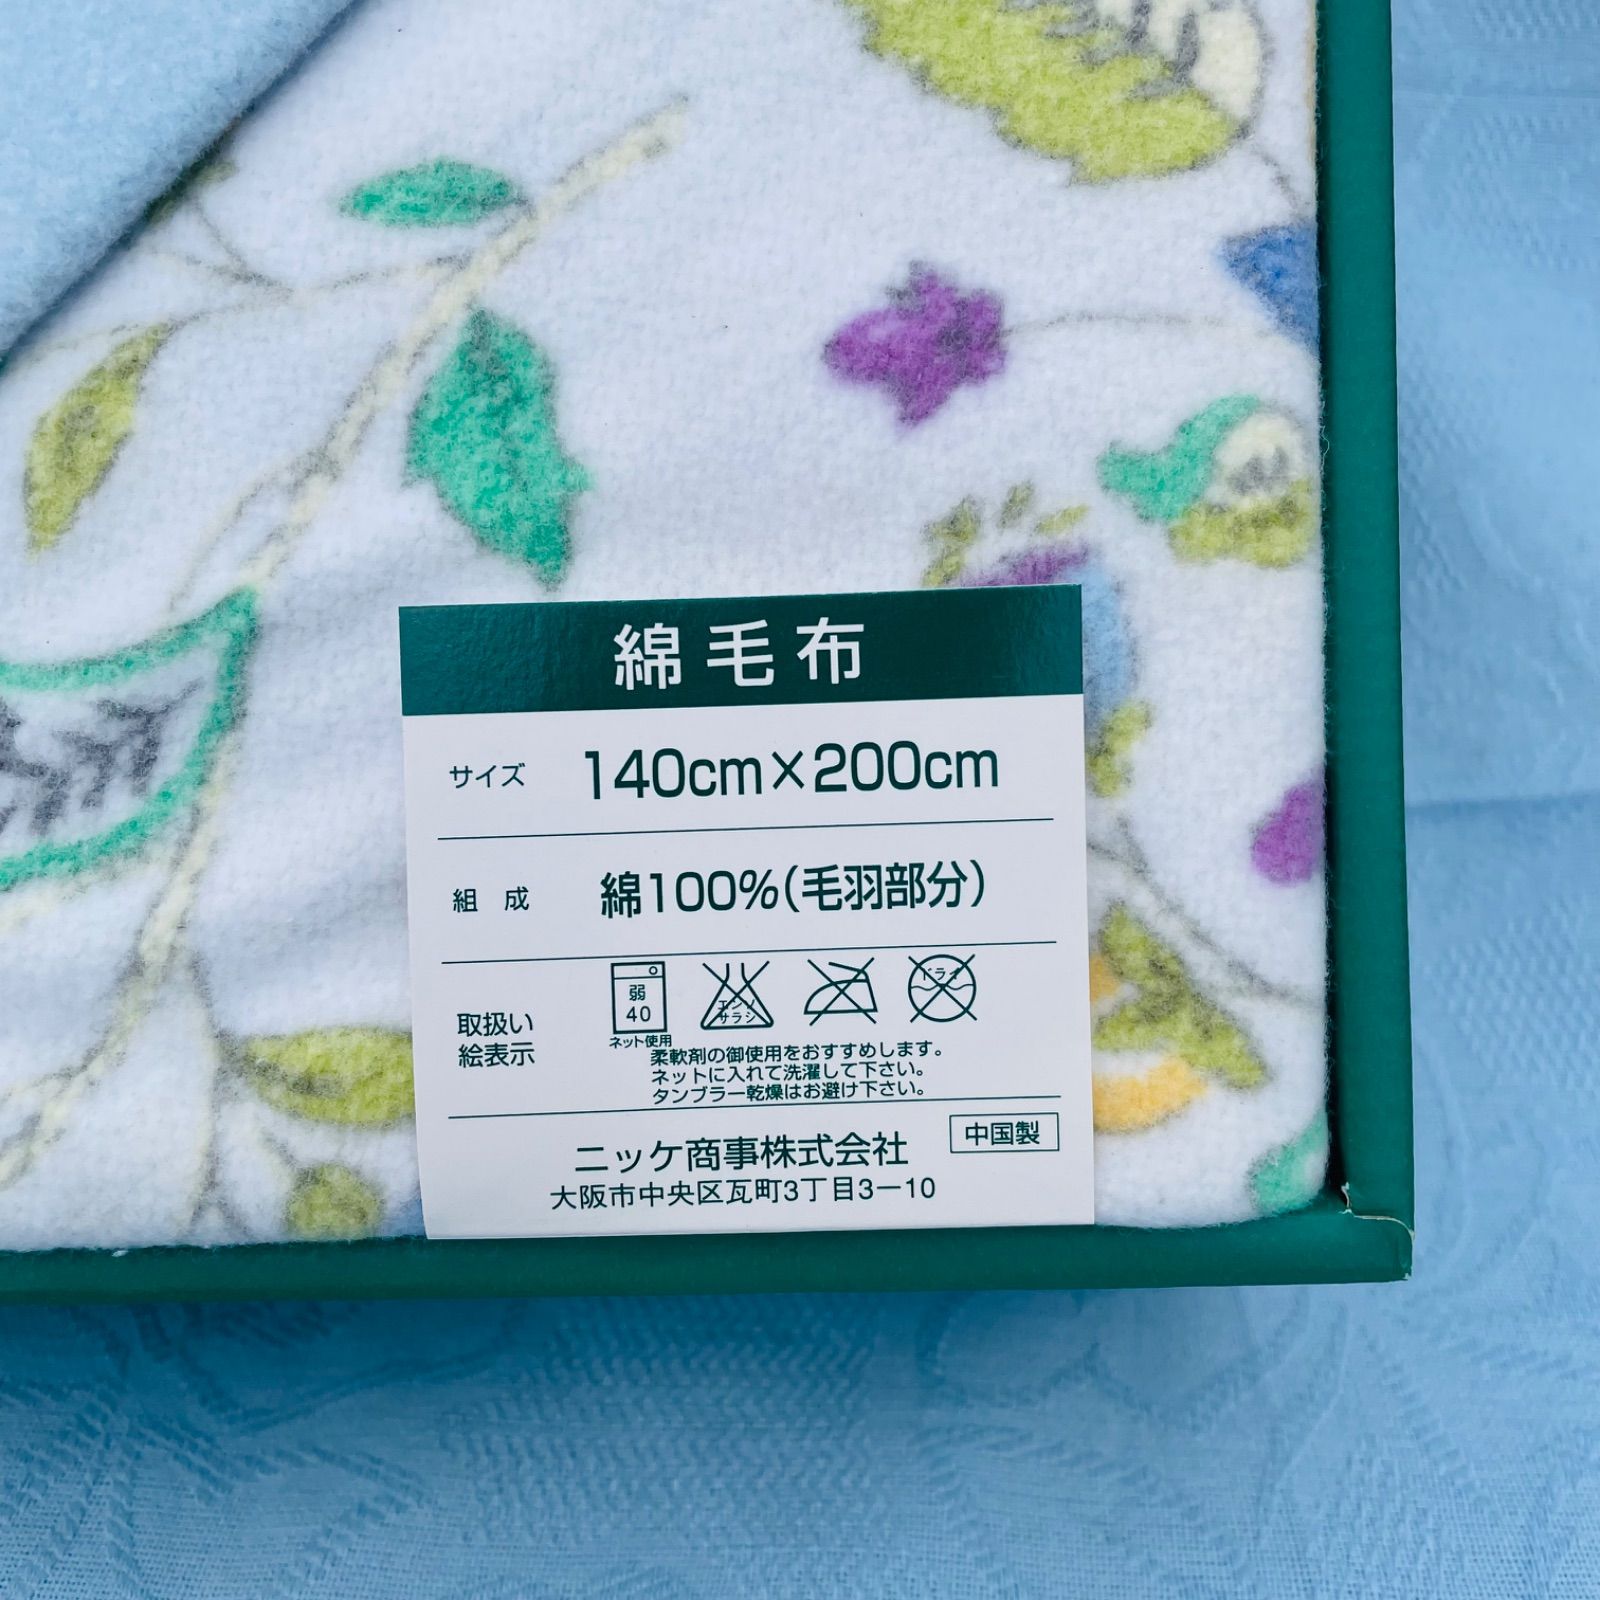 綿毛布
サイズ 140cm×200cm
組成 綿100%(毛羽部分)
取扱い
絵表示
弱
40
ネット使用
エンソ
サラシ
ドライ
柔軟剤の御使用をおすすめします。
ネットに入れて洗濯して下さい。
タンブラー乾燥はお避け下さい。
ニッケ商事株式会社 中国製
大阪市中央区瓦町3丁目3ー10